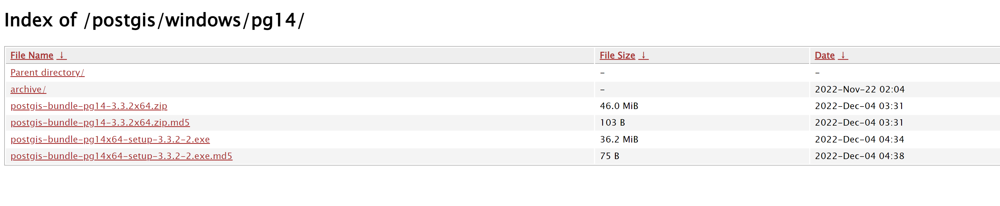 Index of /postgis/windows/pg14/
File Name ↓ File Size ↓ Date ↓
Parent directory/ - -
archive/ - 2022-Nov-22 02:04
postgis-bundle-pg14-3.3.2x64.zip 46.0 MiB 2022-Dec-04 03:31
postgis-bundle-pg14-3.3.2x64.zip.md5 103 B 2022-Dec-04 03:31
postgis-bundle-pg14x64-setup-3.3.2-2.exe 36.2 MiB 2022-Dec-04 04:34
postgis-bundle-pg14x64-setup-3.3.2-2.exe.md5 75 B 2022-Dec-04 04:38